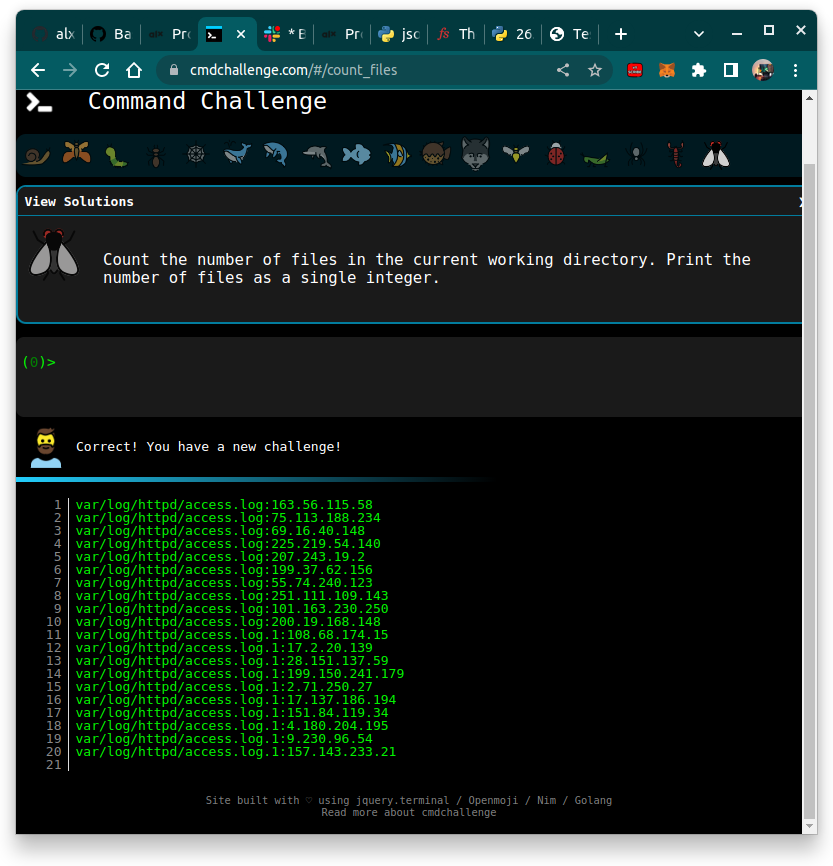 alx
Ba
alx Pro
* B
alx Pro
jsc
fs Th
26.
Te
cmdchallenge.com/#/count_files
Command Challenge
View Solutions
Count the number of files in the current working directory. Print the
number of files as a single integer.
(0)>
Correct! You have a new challenge!
1 var/log/httpd/access.log:163.56.115.58
2 var/log/httpd/access.log:75.113.188.234
3 var/log/httpd/access.log:69.16.40.148
4 var/log/httpd/access.log:225.219.54.140
5 var/log/httpd/access.log:207.243.19.2
6 var/log/httpd/access.log:199.37.62.156
7 var/log/httpd/access.log:55.74.240.123
8 var/log/httpd/access.log:251.111.109.143
9 var/log/httpd/access.log:101.163.230.250
10 var/log/httpd/access.log:200.19.168.148
11 var/log/httpd/access.log.1:108.68.174.15
12 var/log/httpd/access.log.1:17.2.20.139
13 var/log/httpd/access.log.1:28.151.137.59
14 var/log/httpd/access.log.1:199.150.241.179
15 var/log/httpd/access.log.1:2.71.250.27
16 var/log/httpd/access.log.1:17.137.186.194
17 var/log/httpd/access.log.1:151.84.119.34
18 var/log/httpd/access.log.1:4.180.204.195
19 var/log/httpd/access.log.1:9.230.96.54
20 var/log/httpd/access.log.1:157.143.233.21
21
Site built with ♡ using jquery.terminal / Openmoji / Nim / Golang
Read more about cmdchallenge